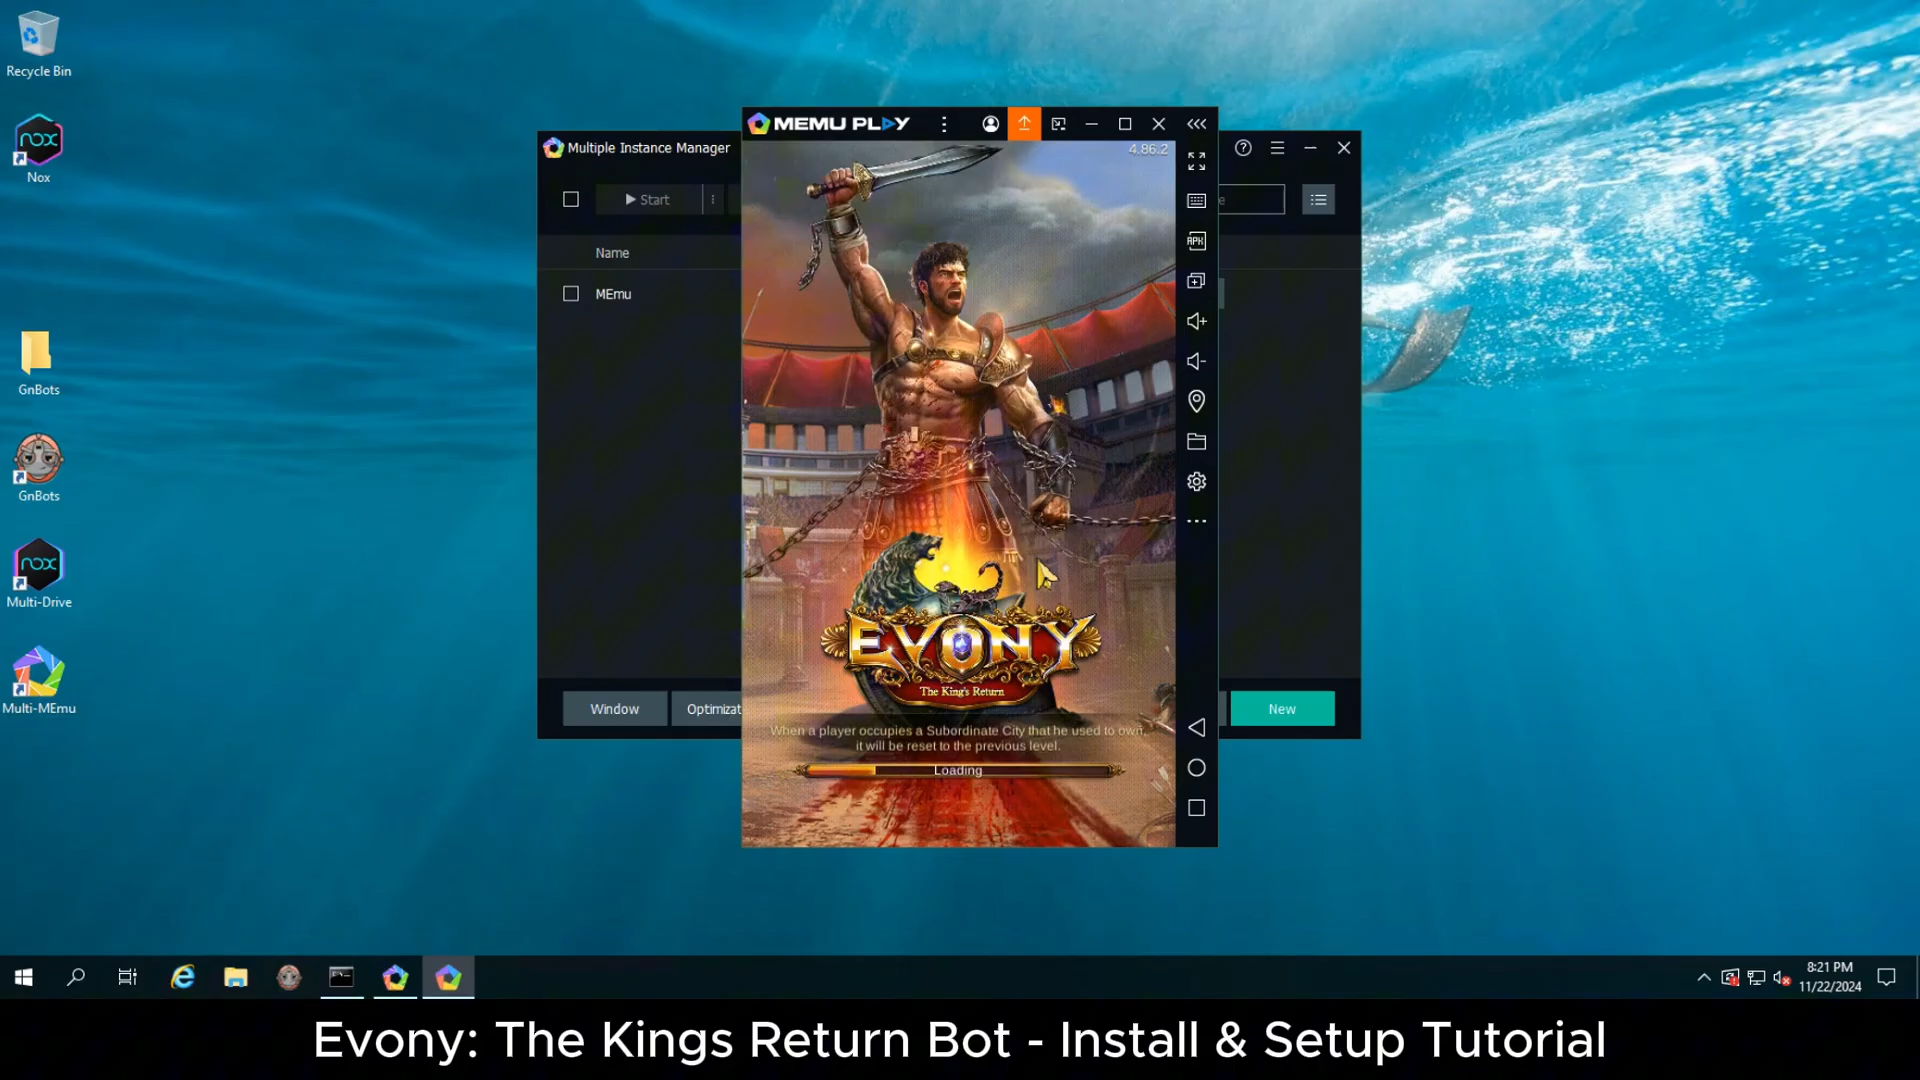 Recycle Bin
nox
Nox
GnBots
GnBots
nox
Multi-Drive
Multi-MEmu
Multiple Instance Manager
Start
Name
MEmu
Window
Optimizat
New
MEMU PLAY
4.86.2
APK
EVONY
The King's Return
When a player occupies a Subordinate City that he used to own,
it will be reset to the previous level.
Loading
8:21 PM
11/22/2024
Evony: The Kings Return Bot - Install & Setup Tutorial